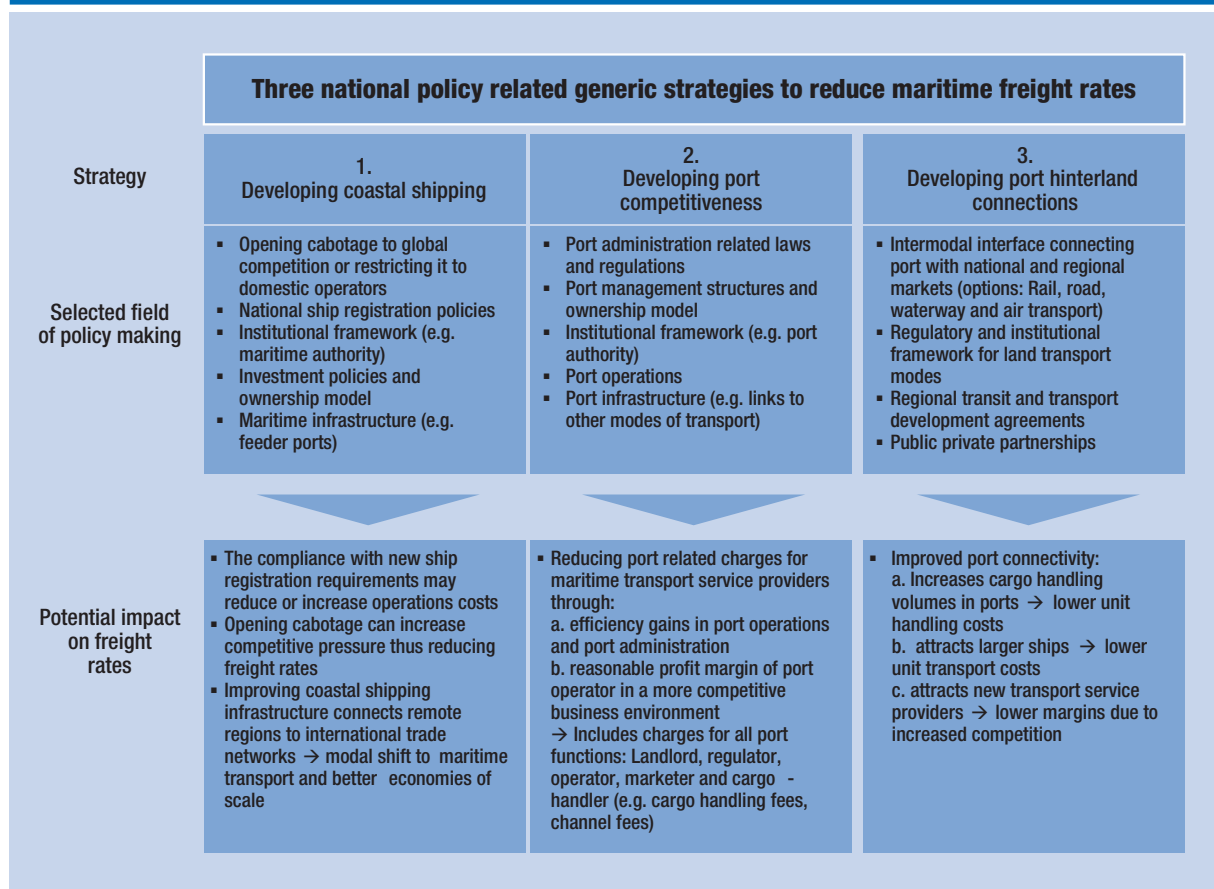 Three national policy related generic strategies to reduce maritime freight rates
Strategy
1.
Developing coastal shipping
2.
Developing port
competitiveness
3.
Developing port hinterland
connections
Selected field
of policy making
▪ Opening cabotage to global
competition or restricting it to
domestic operators
▪ National ship registration policies
▪ Institutional framework (e.g.
maritime authority)
▪ Investment policies and
ownership model
▪ Maritime infrastructure (e.g.
feeder ports)
▪ Port administration related laws
and regulations
▪ Port management structures and
ownership model
▪ Institutional framework (e.g. port
authority)
▪ Port operations
▪ Port infrastructure (e.g. links to
other modes of transport)
▪ Intermodal interface connecting
port with national and regional
markets (options: Rail, road,
waterway and air transport)
▪ Regulatory and institutional
framework for land transport
modes
▪ Regional transit and transport
development agreements
▪ Public private partnerships
Potential impact
on freight
rates
▪ The compliance with new ship
registration requirements may
reduce or increase operations costs
▪ Opening cabotage can increase
competitive pressure thus reducing
freight rates
▪ Improving coastal shipping
infrastructure connects remote
regions to international trade
networks → modal shift to maritime
transport and better economies of
scale
▪ Reducing port related charges for
maritime transport service providers
through:
a. efficiency gains in port operations
and port administration
b. reasonable profit margin of port
operator in a more competitive
business environment
→ Includes charges for all port
functions: Landlord, regulator,
operator, marketer and cargo -
handler (e.g. cargo handling fees,
channel fees)
▪ Improved port connectivity:
a. Increases cargo handling
volumes in ports → lower unit
handling costs
b. attracts larger ships → lower
unit transport costs
c. attracts new transport service
providers → lower margins due to
increased competition